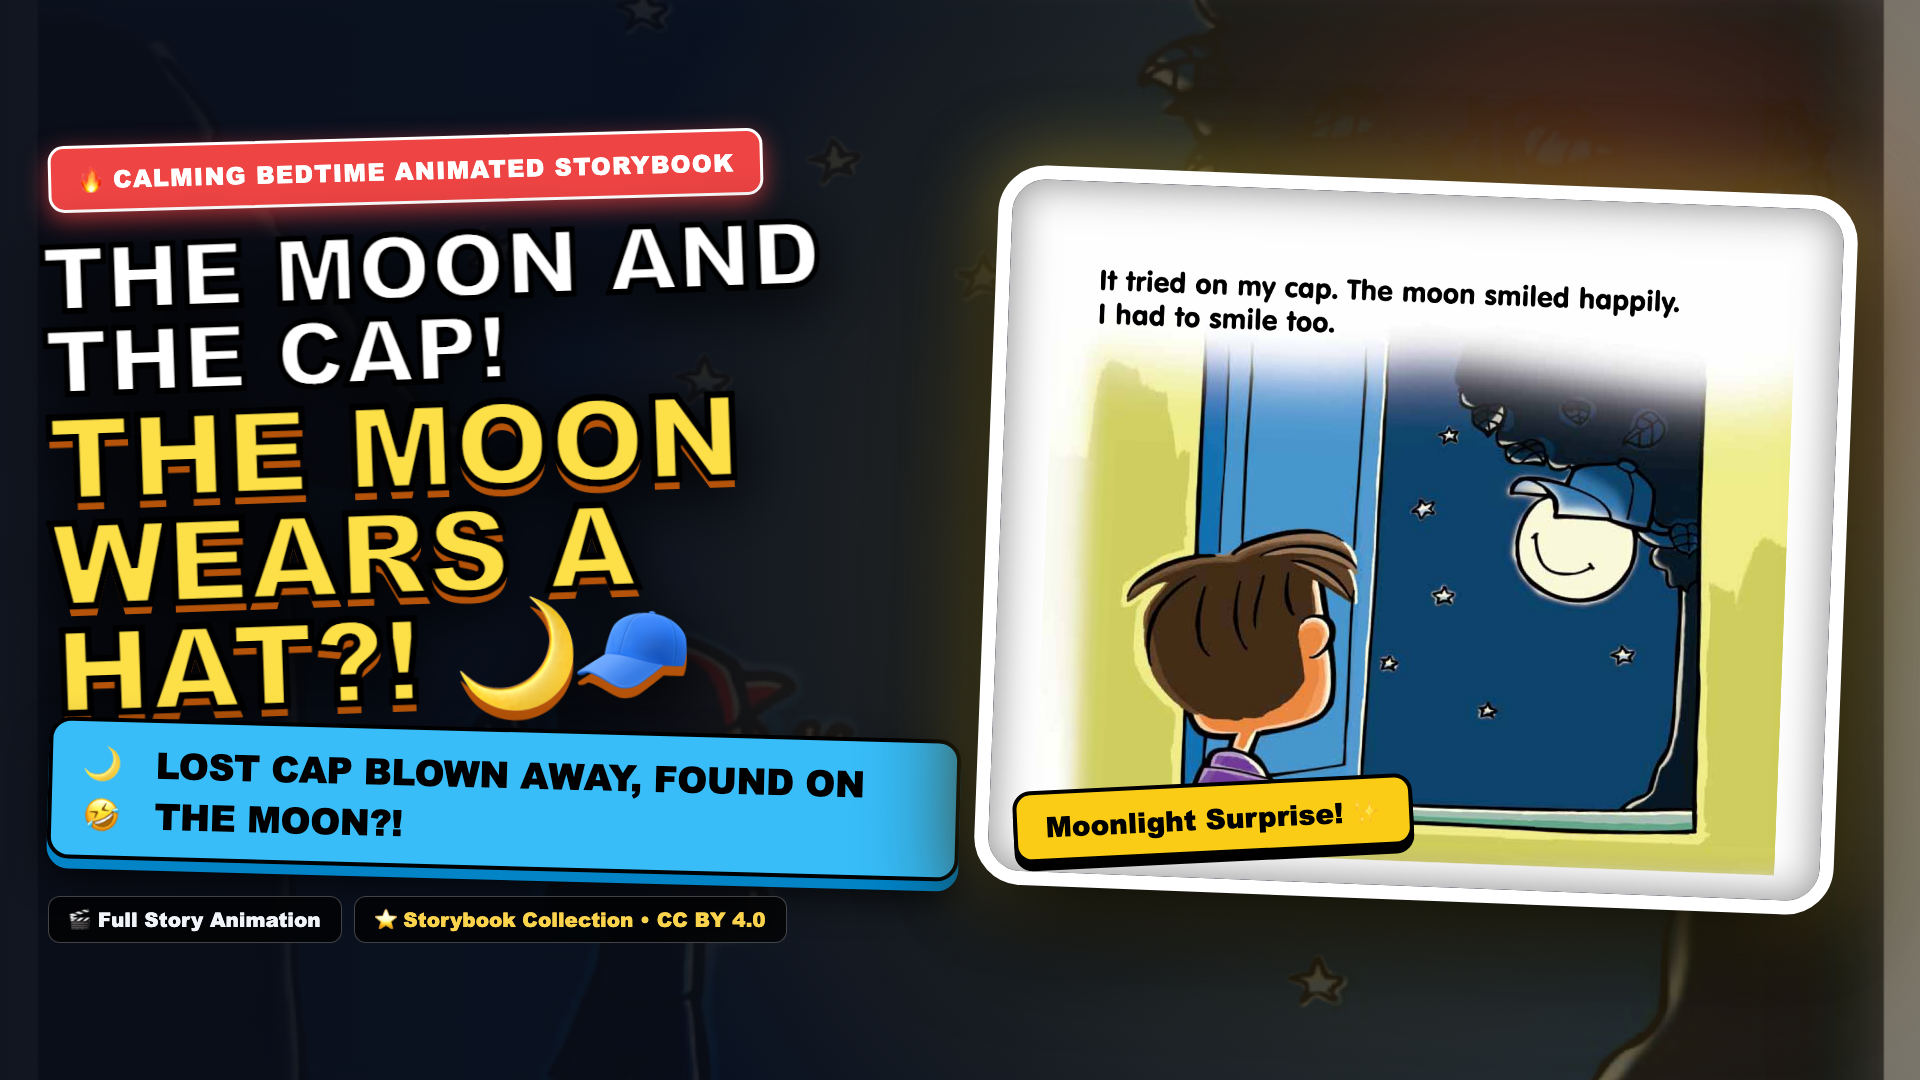 🔥 CALMING BEDTIME ANIMATED STORYBOOK
THE MOON AND
THE CAP!
THE MOON
WEARS A
HAT?! 🌙🧢
🌙 LOST CAP BLOWN AWAY, FOUND ON
🤣 THE MOON?!
🎬 Full Story Animation
⭐ Storybook Collection • CC BY 4.0
It tried on my cap. The moon smiled happily.
I had to smile too.
Moonlight Surprise! ✨